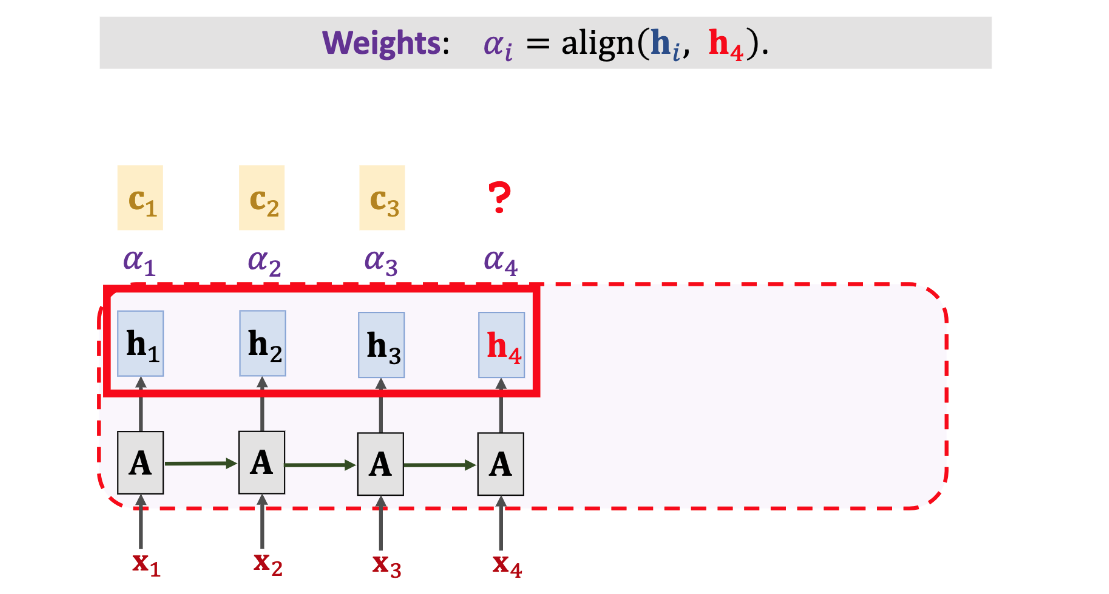 Weights: αᵢ = align(hᵢ, h₄).
c₁ c₂ c₃ ?
α₁ α₂ α₃ α₄
h₁ h₂ h₃ h₄
A A A A
x₁ x₂ x₃ x₄